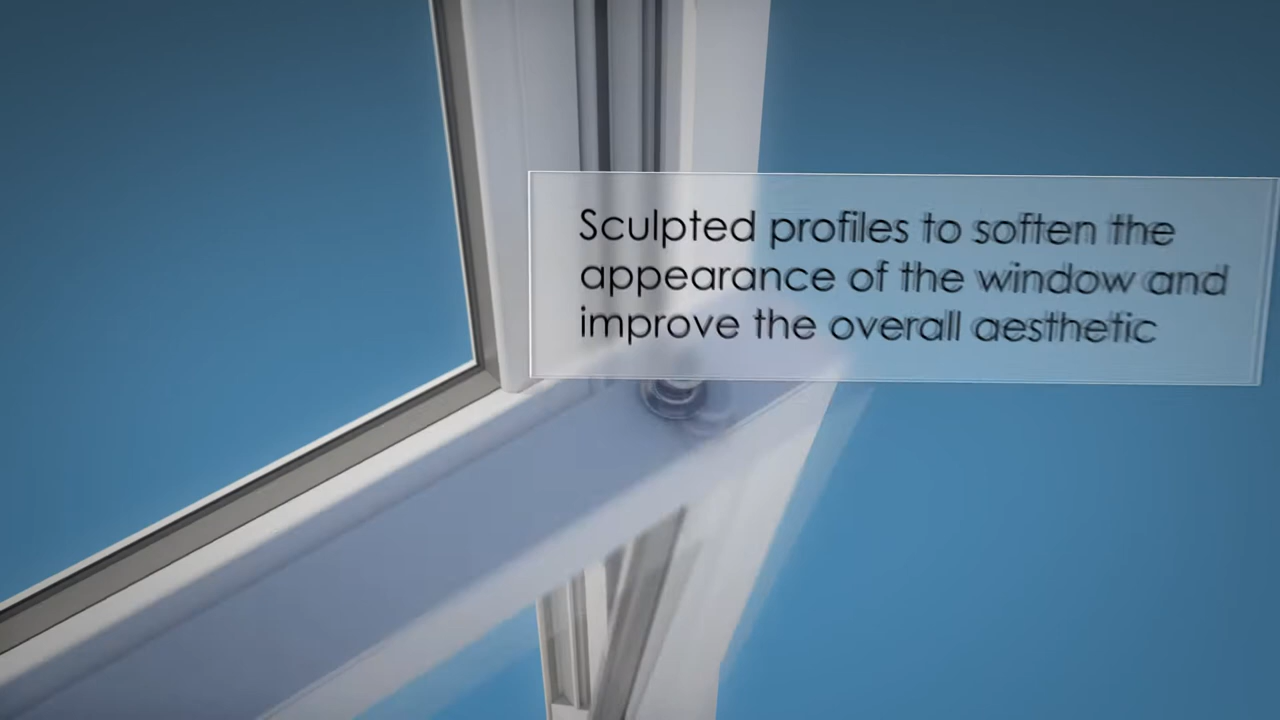 Sculpted profiles to soften the
appearance of the window and
improve the overall aesthetic